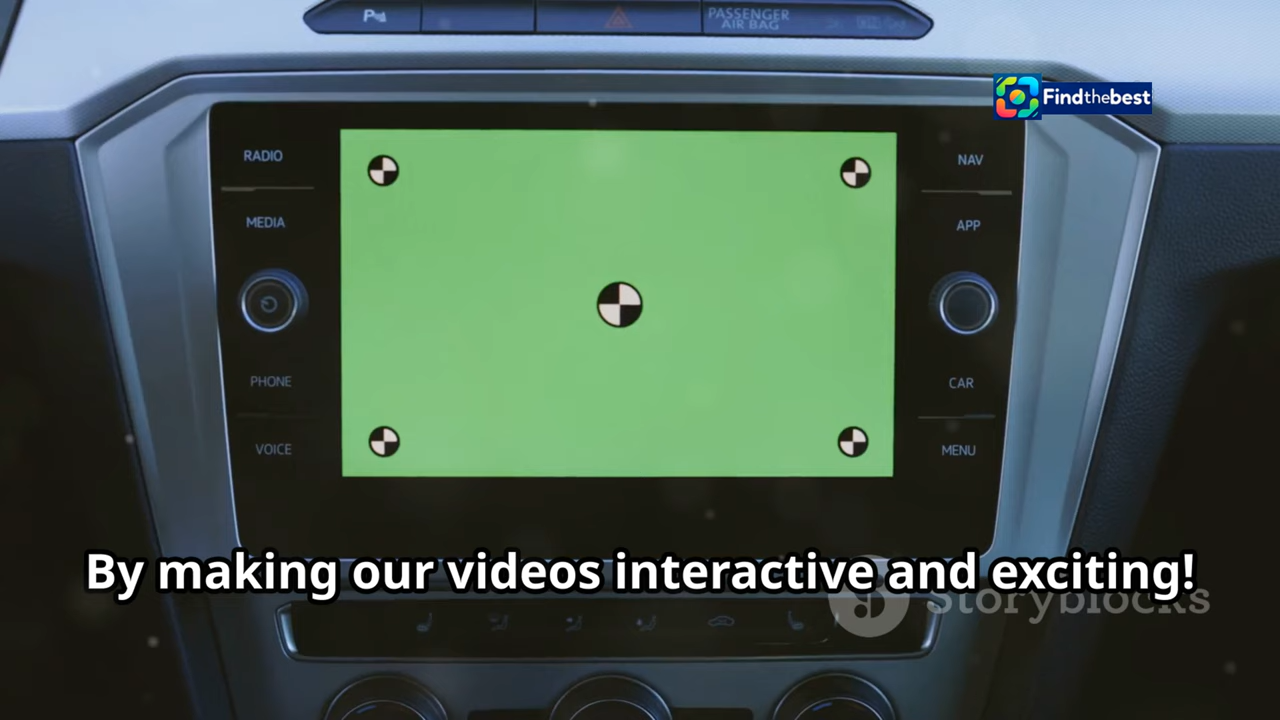 PASSENGER
AIR BAG
Findthebest
RADIO
NAV
MEDIA
APP
PHONE
CAR
VOICE
MENU
By making our videos interactive and exciting!
Storyblocks